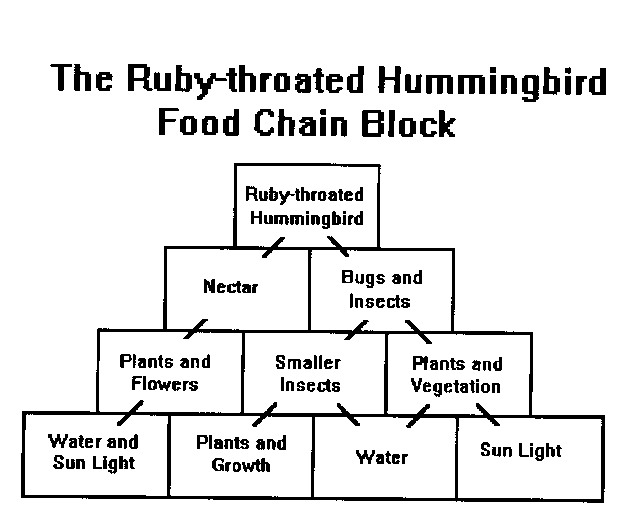 The Ruby-throated Hummingbird
Food Chain Block
Ruby-throated
Hummingbird
Nectar
Bugs and
Insects
Plants and
Flowers
Smaller
Insects
Plants and
Vegetation
Water and
Sun Light
Plants and
Growth
Water
Sun Light